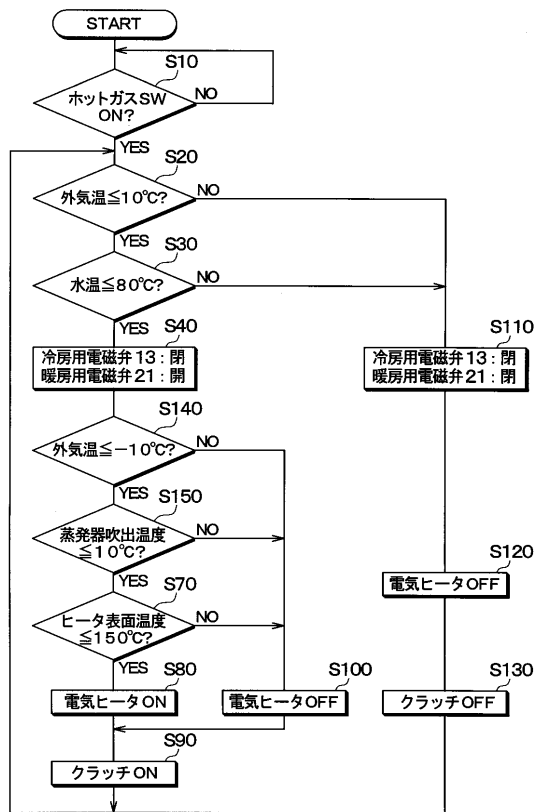 START
S10
ホットガスSW
ON?
NO
YES
S20
外気温≦10℃?
NO
YES
S30
水温≦80℃?
NO
YES
S40
冷房用電磁弁13:閉
暖房用電磁弁21:開
S110
冷房用電磁弁13:閉
暖房用電磁弁21:閉
S140
外気温≦−10℃?
NO
YES
S150
蒸発器吹出温度
≦10℃?
NO
YES
S120
電気ヒータOFF
S70
ヒータ表面温度
≦150℃?
NO
YES
S80
電気ヒータON
S100
電気ヒータOFF
S130
クラッチOFF
S90
クラッチON